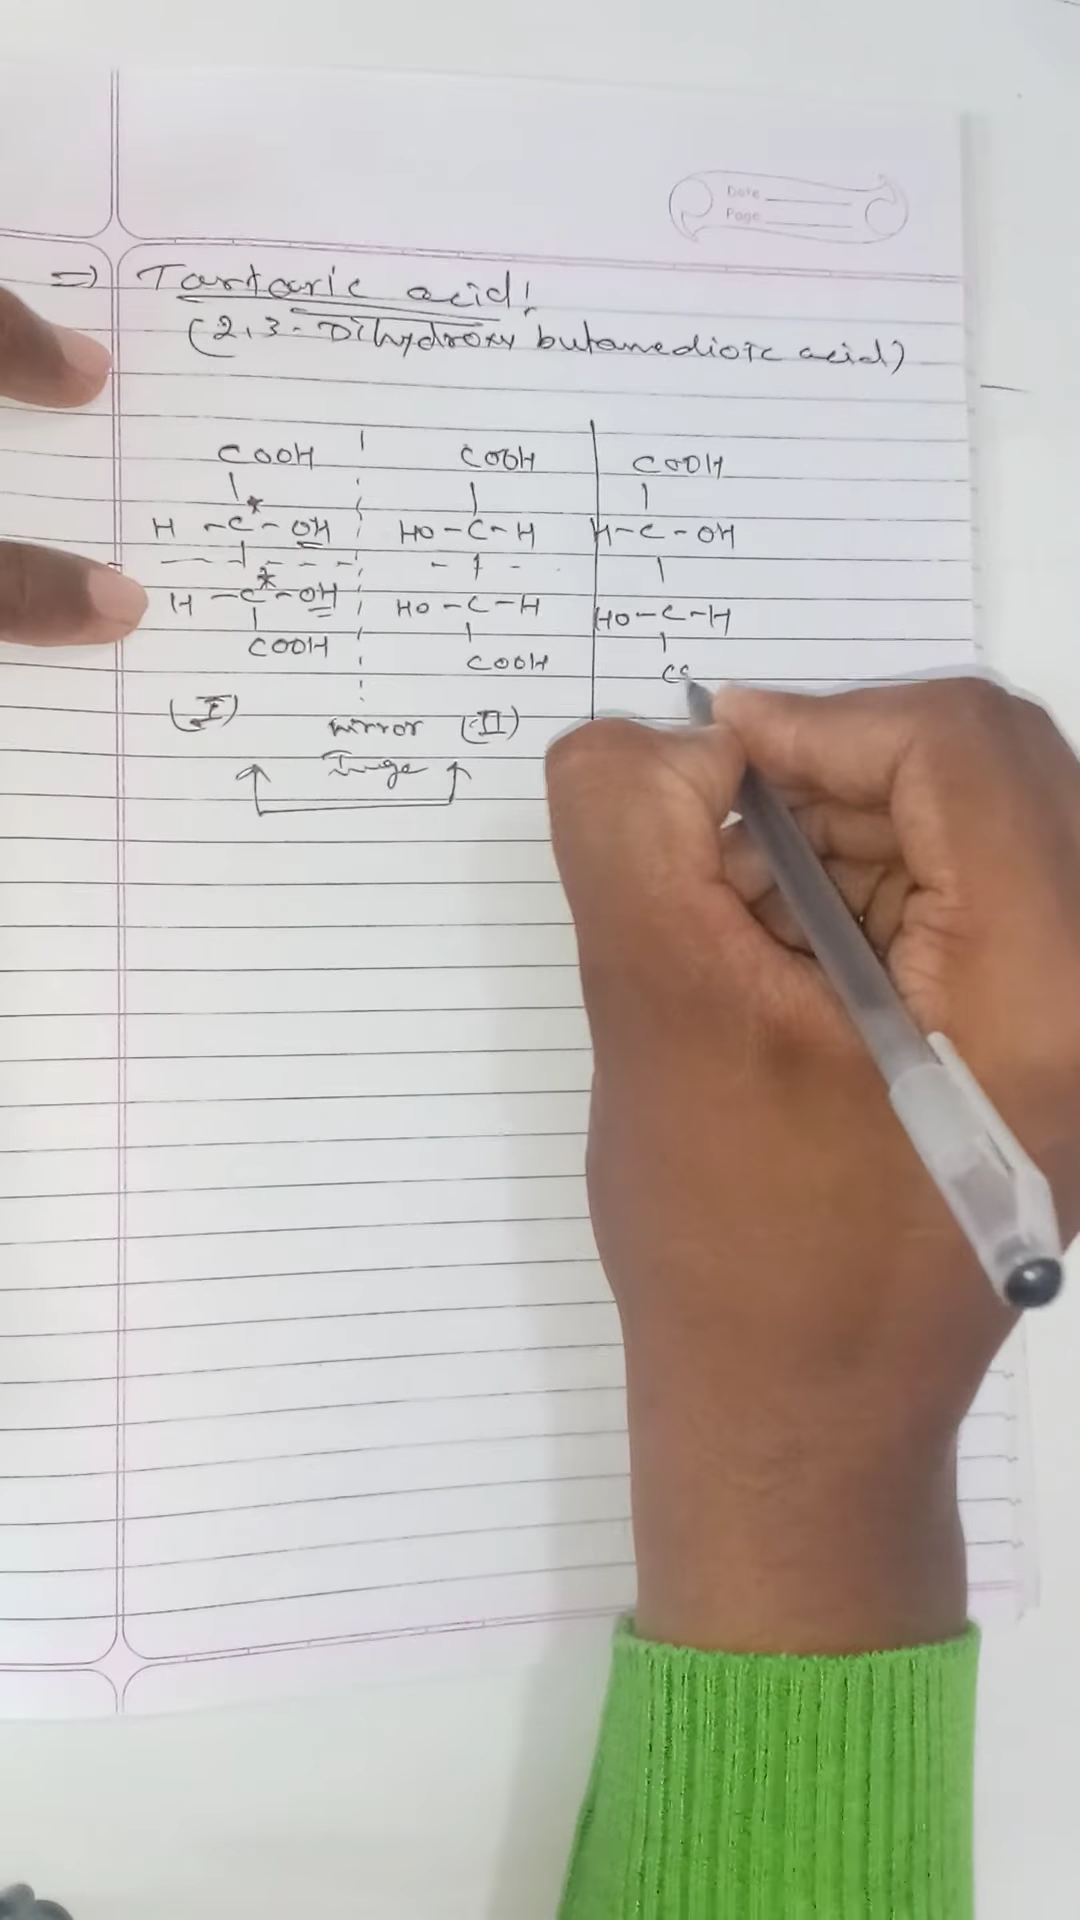 Date
Page
=) Tartaric acid!
(2,3-Dihydroxy butanedioic acid)
COOH COOH COOH
H - C* - OH HO - C - H H - C - OH
H - C* - OH HO - C - H HO - C - H
COOH COOH CO
(I) mirror (II)
Image